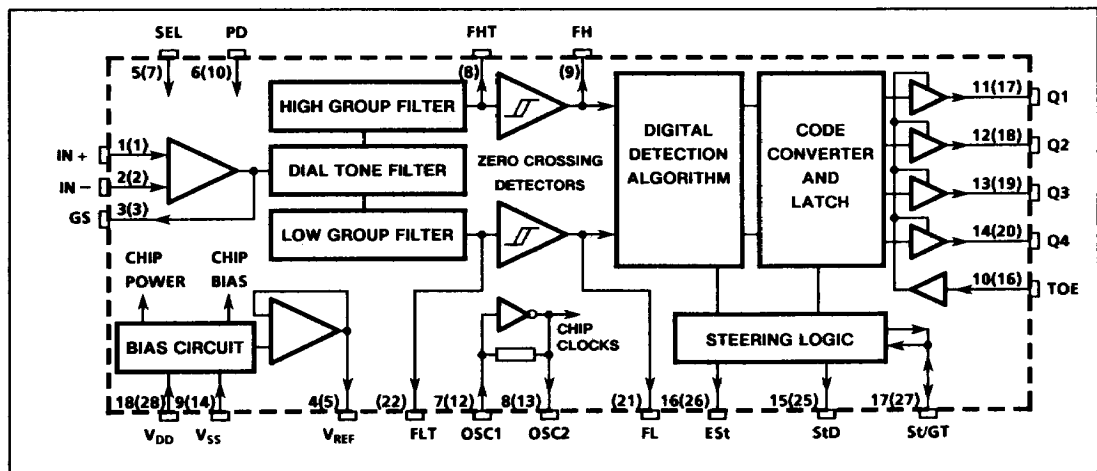 SEL PD FHT FH
5(7) 6(10) (8) (9)
HIGH GROUP FILTER
DIAL TONE FILTER
LOW GROUP FILTER
ZERO CROSSING
DETECTORS
DIGITAL
DETECTION
ALGORITHM
CODE
CONVERTER
AND
LATCH
11(17) Q1
12(18) Q2
13(19) Q3
14(20) Q4
10(16) TOE
IN + 1(1)
IN − 2(2)
GS 3(3)
CHIP
POWER
CHIP
BIAS
BIAS CIRCUIT
CHIP
CLOCKS
STEERING LOGIC
18(28) 9(14) 4(5) (22) 7(12) 8(13) (21) 16(26) 15(25) 17(27)
VDD VSS VREF FLT OSC1 OSC2 FL ESt StD St/GT